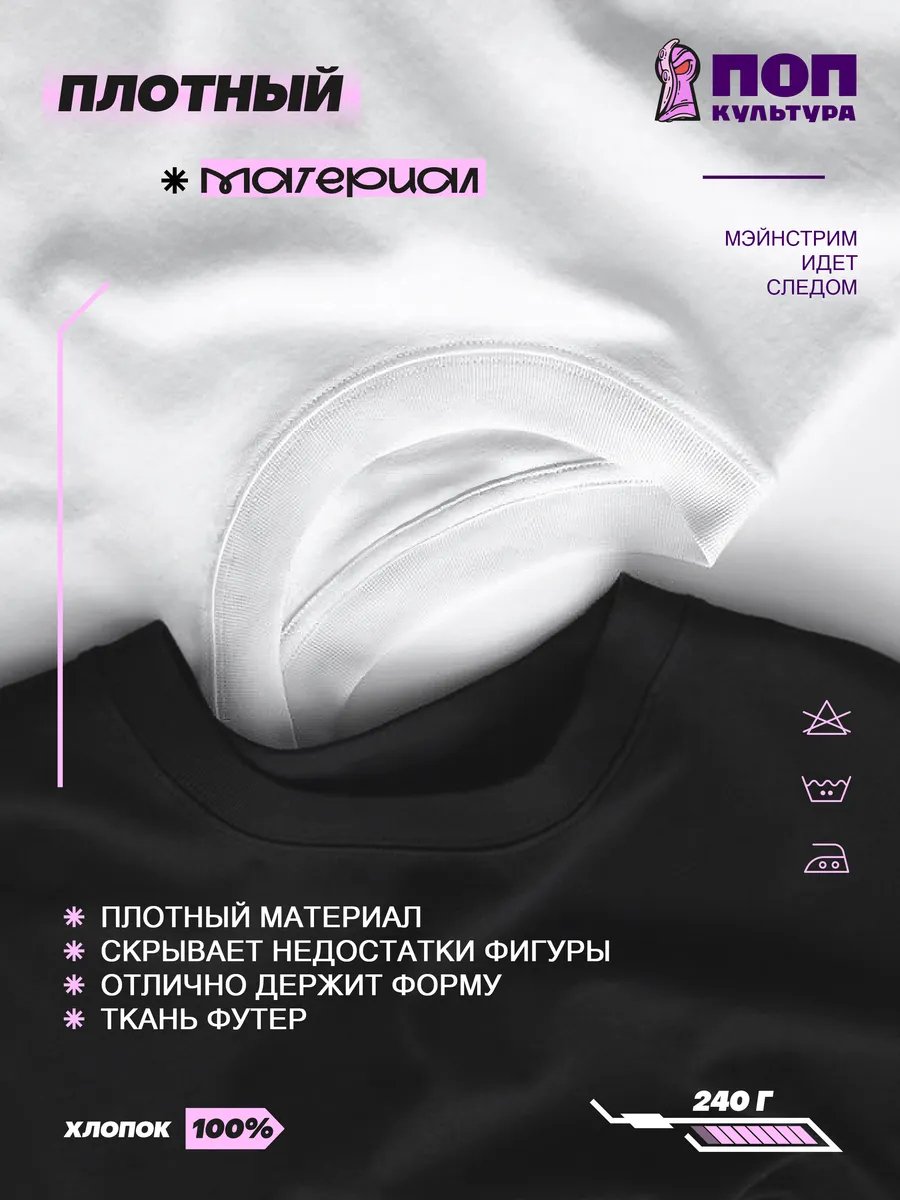 ПЛОТНЫЙ
материал
ПОП
КУЛЬТУРА
МЭЙНСТРИМ
ИДЕТ
СЛЕДОМ
ПЛОТНЫЙ МАТЕРИАЛ
СКРЫВАЕТ НЕДОСТАТКИ ФИГУРЫ
ОТЛИЧНО ДЕРЖИТ ФОРМУ
ТКАНЬ ФУТЕР
ХЛОПОК 100%
240 Г